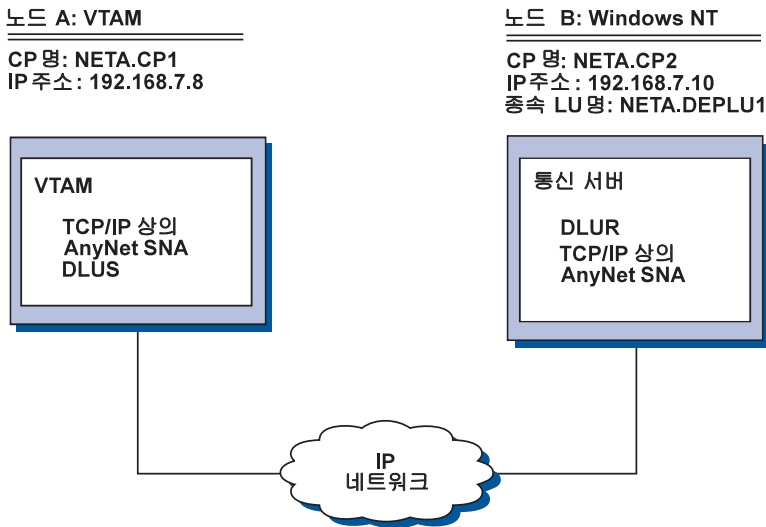 노드 A: VTAM
CP 명: NETA.CP1
IP 주소 : 192.168.7.8
노드 B: Windows NT
CP 명: NETA.CP2
IP주소 : 192.168.7.10
종속 LU 명: NETA.DEPLU1
VTAM
TCP/IP 상의
AnyNet SNA
DLUS
통신 서버
DLUR
TCP/IP 상의
AnyNet SNA
IP
네트워크